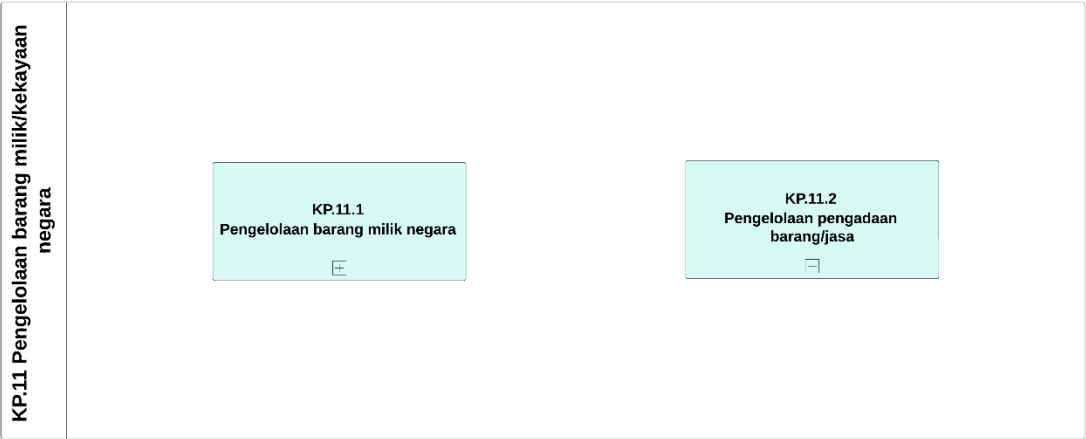 KP.11 Pengelolaan barang milik/kekayaan
negara
KP.11.1
Pengelolaan barang milik negara
KP.11.2
Pengelolaan pengadaan
barang/jasa